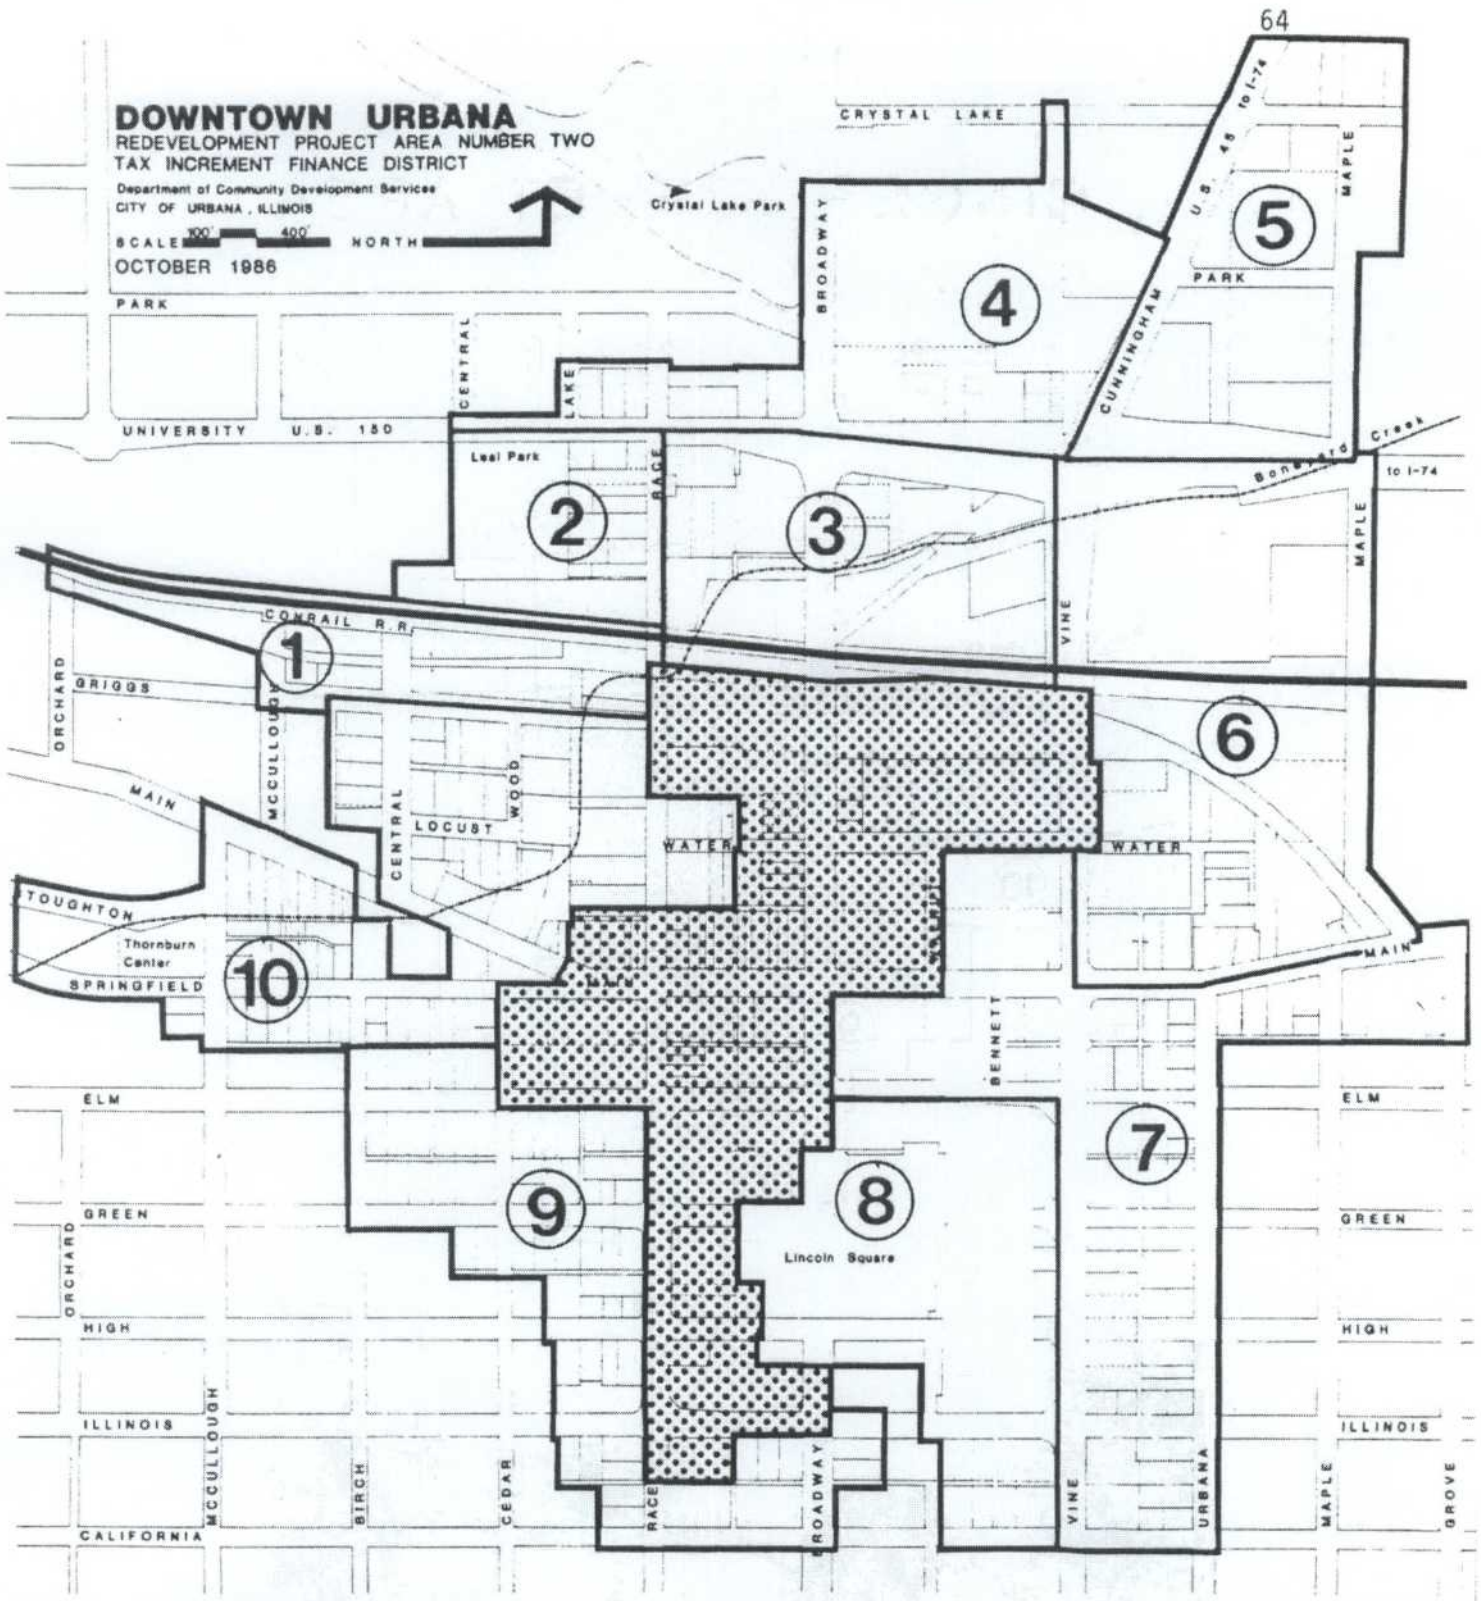 64
DOWNTOWN URBANA
REDEVELOPMENT PROJECT AREA NUMBER TWO
TAX INCREMENT FINANCE DISTRICT
Department of Community Development Services
CITY OF URBANA, ILLINOIS
SCALE 100' 400' NORTH
OCTOBER 1986
CRYSTAL LAKE
Crystal Lake Park
BROADWAY
U.S. 45 to I-74
MAPLE
5
4
PARK
PARK
CUNNINGHAM
CENTRAL
LAKE
UNIVERSITY U.S. 150
Leal Park
RACE
Boneyard Creek
to I-74
2
3
MAPLE
CONRAIL R.R.
1
VINE
ORCHARD
GRIGGS
MCCULLOUGH
6
MAIN
WOOD
CENTRAL
LOCUST
WATER
WATER
WALNUT
STOUGHTON
Thornburn
Center
10
SPRINGFIELD
MAIN
MAIN
BENNETT
ELM
ELM
7
9
8
GREEN
GREEN
ORCHARD
Lincoln Square
HIGH
HIGH
ILLINOIS
ILLINOIS
MCCULLOUGH
BIRCH
CEDAR
RACE
BROADWAY
VINE
URBANA
MAPLE
GROVE
CALIFORNIA